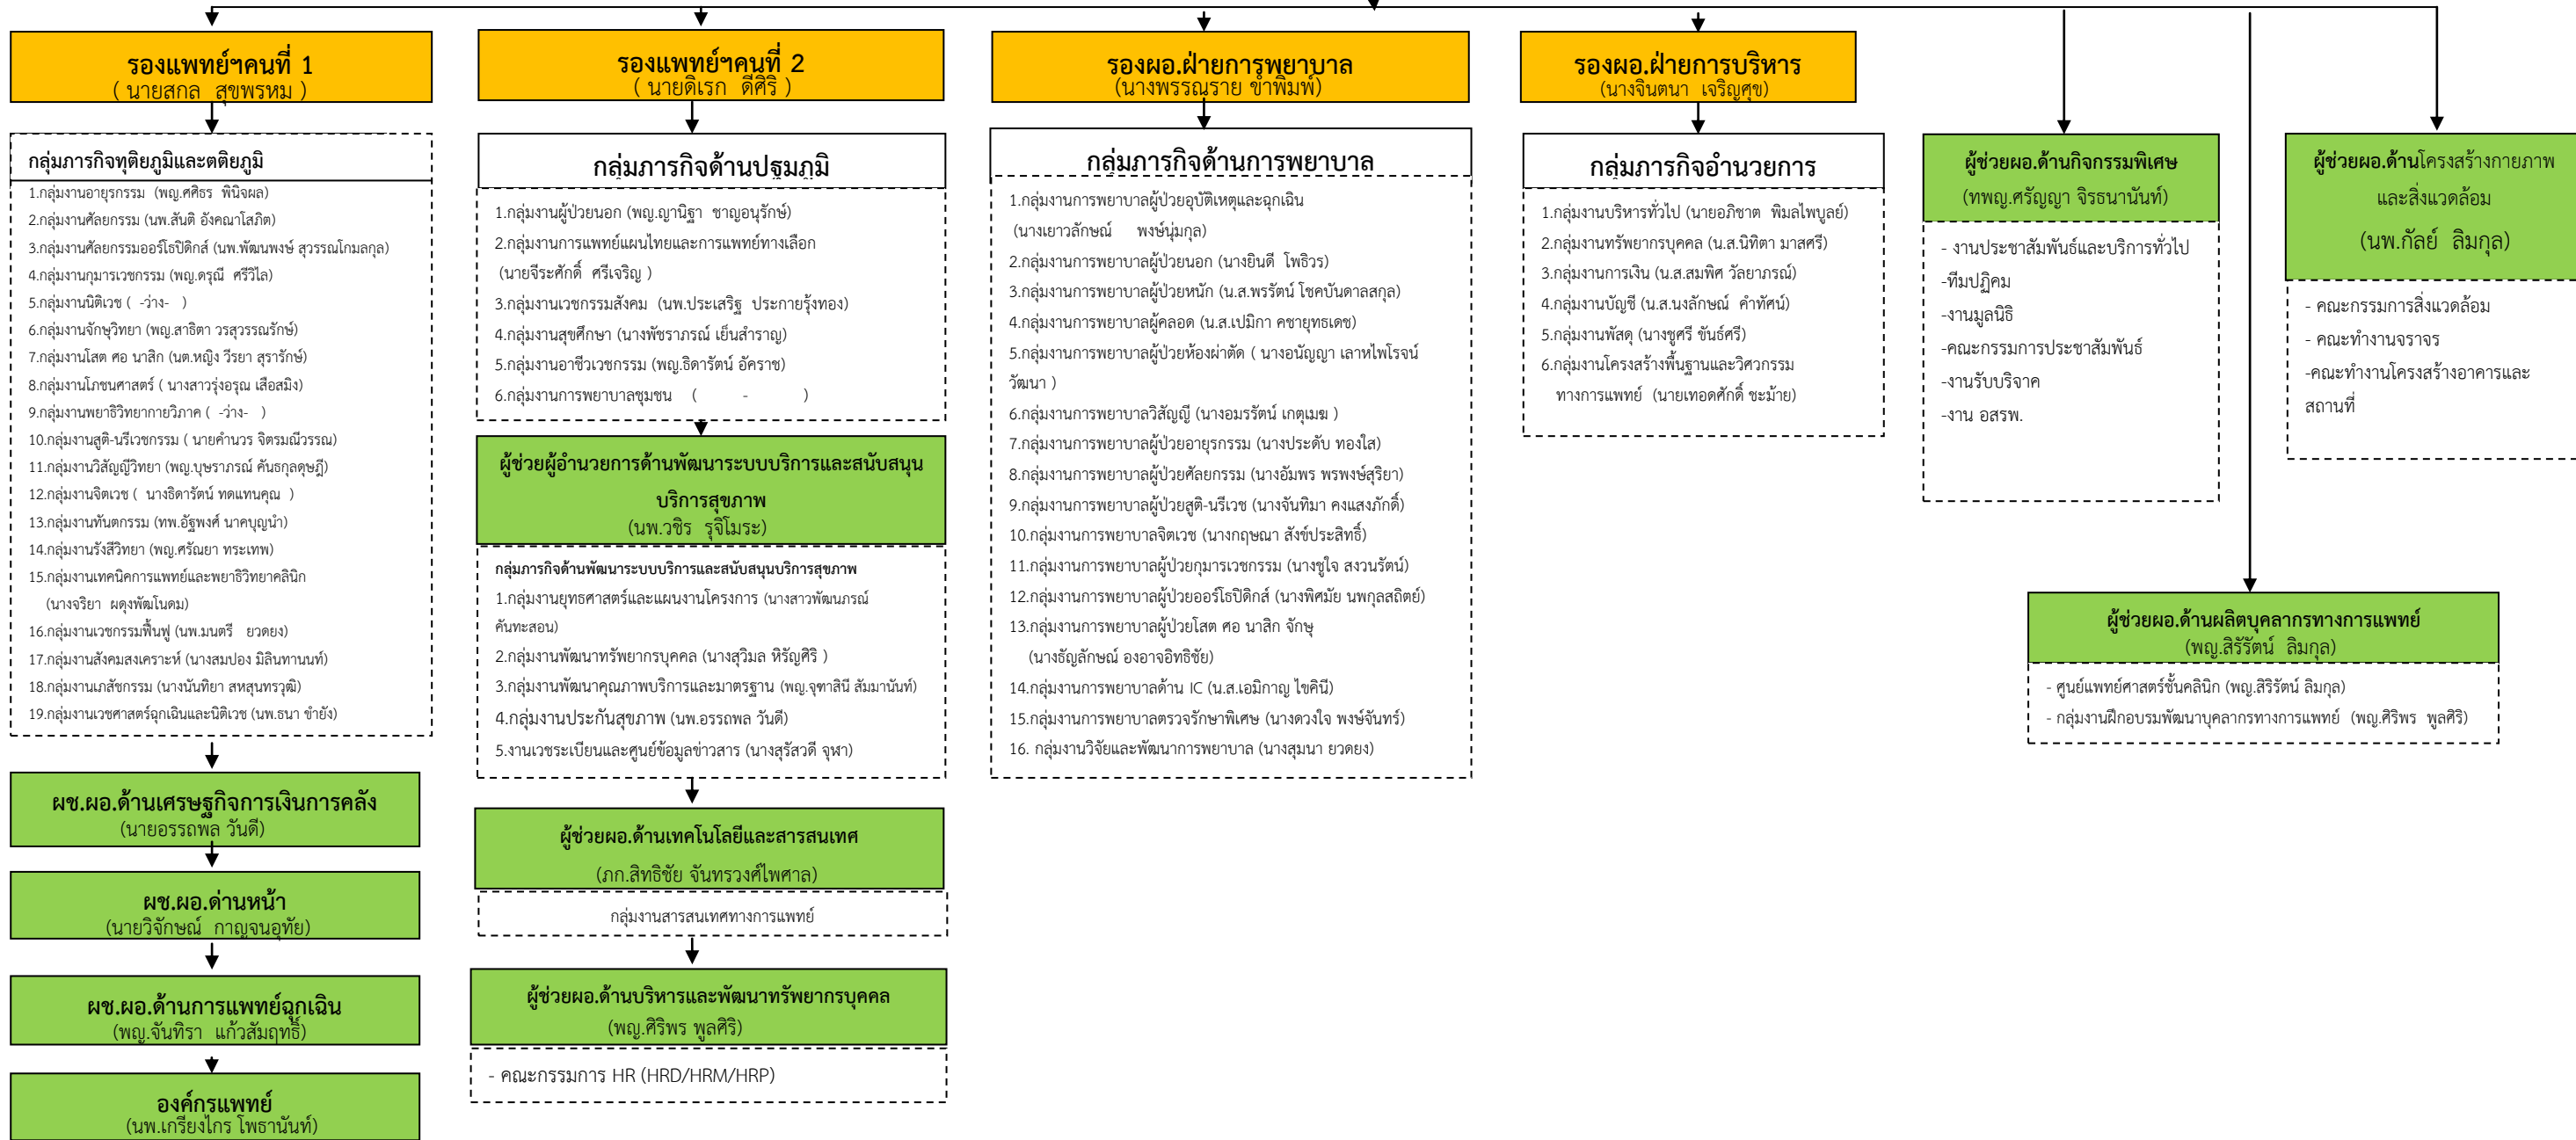 รองแพทย์ฯคนที่ 1
( นายสกล สุขพรหม )
กลุ่มภารกิจทุติยภูมิและตติยภูมิ
1.กลุ่มงานอายุรกรรม (พญ.ศศิธร พินิจผล)
2.กลุ่มงานศัลยกรรม (นพ.สันติ อังคณาโสภิต)
3.กลุ่มงานศัลยกรรมออร์โธปิดิกส์ (นพ.พัฒนพงษ์ สุวรรณโกมลกุล)
4.กลุ่มงานกุมารเวชกรรม (พญ.ดรุณี ศรีวิไล)
5.กลุ่มงานนิติเวช ( -ว่าง- )
6.กลุ่มงานจักษุวิทยา (พญ.สาธิตา วรสุวรรณรักษ์)
7.กลุ่มงานโสต ศอ นาสิก (นต.หญิง วีรยา สุรารักษ์)
8.กลุ่มงานโภชนศาสตร์ ( นางสาวรุ่งอรุณ เสือสมิง)
9.กลุ่มงานพยาธิวิทยากายวิภาค ( -ว่าง- )
10.กลุ่มงานสูติ-นรีเวชกรรม ( นายคำนวร จิตรมณีวรรณ)
11.กลุ่มงานวิสัญญีวิทยา (พญ.บุษราภรณ์ คันธกุลดุษฎี)
12.กลุ่มงานจิตเวช ( นางธิดารัตน์ ทดแทนคุณ )
13.กลุ่มงานทันตกรรม (ทพ.อัฐพงศ์ นาคบุญนำ)
14.กลุ่มงานรังสีวิทยา (พญ.ศรัณยา ทระเทพ)
15.กลุ่มงานเทคนิคการแพทย์และพยาธิวิทยาคลินิก
(นางจริยา ผดุงพัฒโนดม)
16.กลุ่มงานเวชกรรมฟื้นฟู (นพ.มนตรี ยวดยง)
17.กลุ่มงานสังคมสงเคราะห์ (นางสมปอง มิลินทานนท์)
18.กลุ่มงานเภสัชกรรม (นางนันทิยา สหสุนทรวุฒิ)
19.กลุ่มงานเวชศาสตร์ฉุกเฉินและนิติเวช (นพ.ธนา ขำยัง)
ผช.ผอ.ด้านเศรษฐกิจการเงินการคลัง
(นายอรรถพล วันดี)
ผช.ผอ.ด่านหน้า
(นายวิจักษณ์ กาญจนอุทัย)
ผช.ผอ.ด้านการแพทย์ฉุกเฉิน
(พญ.จันทิรา แก้วสัมฤทธิ์)
องค์กรแพทย์
(นพ.เกรียงไกร โพธานันท์)
รองแพทย์ฯคนที่ 2
( นายดิเรก ดีศิริ )
กลุ่มภารกิจด้านปฐมภูมิ
1.กลุ่มงานผู้ป่วยนอก (พญ.ญานิฐา ชาญอนุรักษ์)
2.กลุ่มงานการแพทย์แผนไทยและการแพทย์ทางเลือก
(นายจีระศักดิ์ ศรีเจริญ )
3.กลุ่มงานเวชกรรมสังคม (นพ.ประเสริฐ ประกายรุ้งทอง)
4.กลุ่มงานสุขศึกษา (นางพัชราภรณ์ เย็นสำราญ)
5.กลุ่มงานอาชีวเวชกรรม (พญ.ธิดารัตน์ อัคราช)
6.กลุ่มงานการพยาบาลชุมชน ( - )
ผู้ช่วยผู้อำนวยการด้านพัฒนาระบบบริการและสนับสนุน
บริการสุขภาพ
(นพ.วชิร รุจิโมระ)
กลุ่มภารกิจด้านพัฒนาระบบบริการและสนับสนุนบริการสุขภาพ
1.กลุ่มงานยุทธศาสตร์และแผนงานโครงการ (นางสาวพัฒนภรณ์
คันทะสอน)
2.กลุ่มงานพัฒนาทรัพยากรบุคคล (นางสุวิมล หิรัญศิริ )
3.กลุ่มงานพัฒนาคุณภาพบริการและมาตรฐาน (พญ.จุฑาสินี สัมมานันท์)
4.กลุ่มงานประกันสุขภาพ (นพ.อรรถพล วันดี)
5.งานเวชระเบียนและศูนย์ข้อมูลข่าวสาร (นางสุรัสวดี จุฬา)
ผู้ช่วยผอ.ด้านเทคโนโลยีและสารสนเทศ
(ภก.สิทธิชัย จันทรวงศ์ไพศาล)
กลุ่มงานสารสนเทศทางการแพทย์
ผู้ช่วยผอ.ด้านบริหารและพัฒนาทรัพยากรบุคคล
(พญ.ศิริพร พูลศิริ)
- คณะกรรมการ HR (HRD/HRM/HRP)
รองผอ.ฝ่ายการพยาบาล
(นางพรรณราย ขำพิมพ์)
กลุ่มภารกิจด้านการพยาบาล
1.กลุ่มงานการพยาบาลผู้ป่วยอุบัติเหตุและฉุกเฉิน
(นางเยาวลักษณ์ พงษ์นุ่มกุล)
2.กลุ่มงานการพยาบาลผู้ป่วยนอก (นางยินดี โพธิวร)
3.กลุ่มงานการพยาบาลผู้ป่วยหนัก (น.ส.พรรัตน์ โชคบันดาลสกุล)
4.กลุ่มงานการพยาบาลผู้คลอด (น.ส.เปมิกา คชายุทธเดช)
5.กลุ่มงานการพยาบาลผู้ป่วยห้องผ่าตัด ( นางอนัญญา เลาหไพโรจน์
วัฒนา )
6.กลุ่มงานการพยาบาลวิสัญญี (นางอมรรัตน์ เกตุเมฆ )
7.กลุ่มงานการพยาบาลผู้ป่วยอายุรกรรม (นางประดับ ทองใส)
8.กลุ่มงานการพยาบาลผู้ป่วยศัลยกรรม (นางอัมพร พรพงษ์สุริยา)
9.กลุ่มงานการพยาบาลผู้ป่วยสูติ-นรีเวช (นางจันทิมา คงแสงภักดิ์)
10.กลุ่มงานการพยาบาลจิตเวช (นางกฤษณา สังข์ประสิทธิ์)
11.กลุ่มงานการพยาบาลผู้ป่วยกุมารเวชกรรม (นางชูใจ สงวนรัตน์)
12.กลุ่มงานการพยาบาลผู้ป่วยออร์โธปิดิกส์ (นางพิศมัย นพกุลสถิตย์)
13.กลุ่มงานการพยาบาลผู้ป่วยโสต ศอ นาสิก จักษุ
(นางธัญลักษณ์ องอาจอิทธิชัย)
14.กลุ่มงานการพยาบาลด้าน IC (น.ส.เอมิกาญ ไขคินี)
15.กลุ่มงานการพยาบาลตรวจรักษาพิเศษ (นางดวงใจ พงษ์จันทร์)
16. กลุ่มงานวิจัยและพัฒนาการพยาบาล (นางสุมนา ยวดยง)
รองผอ.ฝ่ายการบริหาร
(นางจินตนา เจริญศุข)
กลุ่มภารกิจอำนวยการ
1.กลุ่มงานบริหารทั่วไป (นายอภิชาต พิมลไพบูลย์)
2.กลุ่มงานทรัพยากรบุคคล (น.ส.นิทิตา มาสศรี)
3.กลุ่มงานการเงิน (น.ส.สมพิศ วัลยาภรณ์)
4.กลุ่มงานบัญชี (น.ส.นงลักษณ์ คำทัศน์)
5.กลุ่มงานพัสดุ (นางชูศรี ขันธ์ศรี)
6.กลุ่มงานโครงสร้างพื้นฐานและวิศวกรรม
ทางการแพทย์ (นายเทอดศักดิ์ ชะม้าย)
ผู้ช่วยผอ.ด้านกิจกรรมพิเศษ
(ทพญ.ศรัญญา จิรธนานันท์)
- งานประชาสัมพันธ์และบริการทั่วไป
-ทีมปฏิคม
-งานมูลนิธิ
-คณะกรรมการประชาสัมพันธ์
-งานรับบริจาค
-งาน อสรพ.
ผู้ช่วยผอ.ด้านโครงสร้างกายภาพ
และสิ่งแวดล้อม
(นพ.กัลย์ ลิมกุล)
- คณะกรรมการสิ่งแวดล้อม
- คณะทำงานจราจร
-คณะทำงานโครงสร้างอาคารและ
สถานที่
ผู้ช่วยผอ.ด้านผลิตบุคลากรทางการแพทย์
(พญ.สิรีรัตน์ ลิมกุล)
- ศูนย์แพทย์ศาสตร์ชั้นคลินิก (พญ.สิริรัตน์ ลิมกุล)
- กลุ่มงานฝึกอบรมพัฒนาบุคลากรทางการแพทย์ (พญ.ศิริพร พูลศิริ)